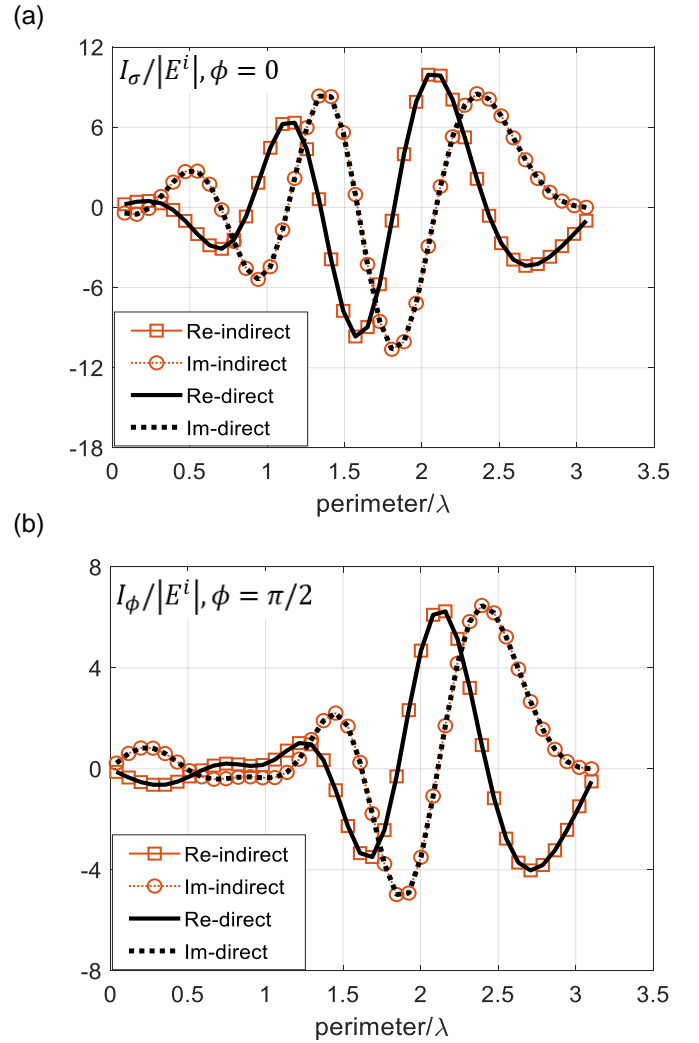 (a)
I_σ/|E^i|, ϕ = 0
12
6
0
-6
-12
-18
Re-indirect
Im-indirect
Re-direct
Im-direct
0 0.5 1 1.5 2 2.5 3 3.5
perimeter/λ
(b)
I_ϕ/|E^i|, ϕ = π/2
8
4
0
-4
-8
Re-indirect
Im-indirect
Re-direct
Im-direct
0 0.5 1 1.5 2 2.5 3 3.5
perimeter/λ